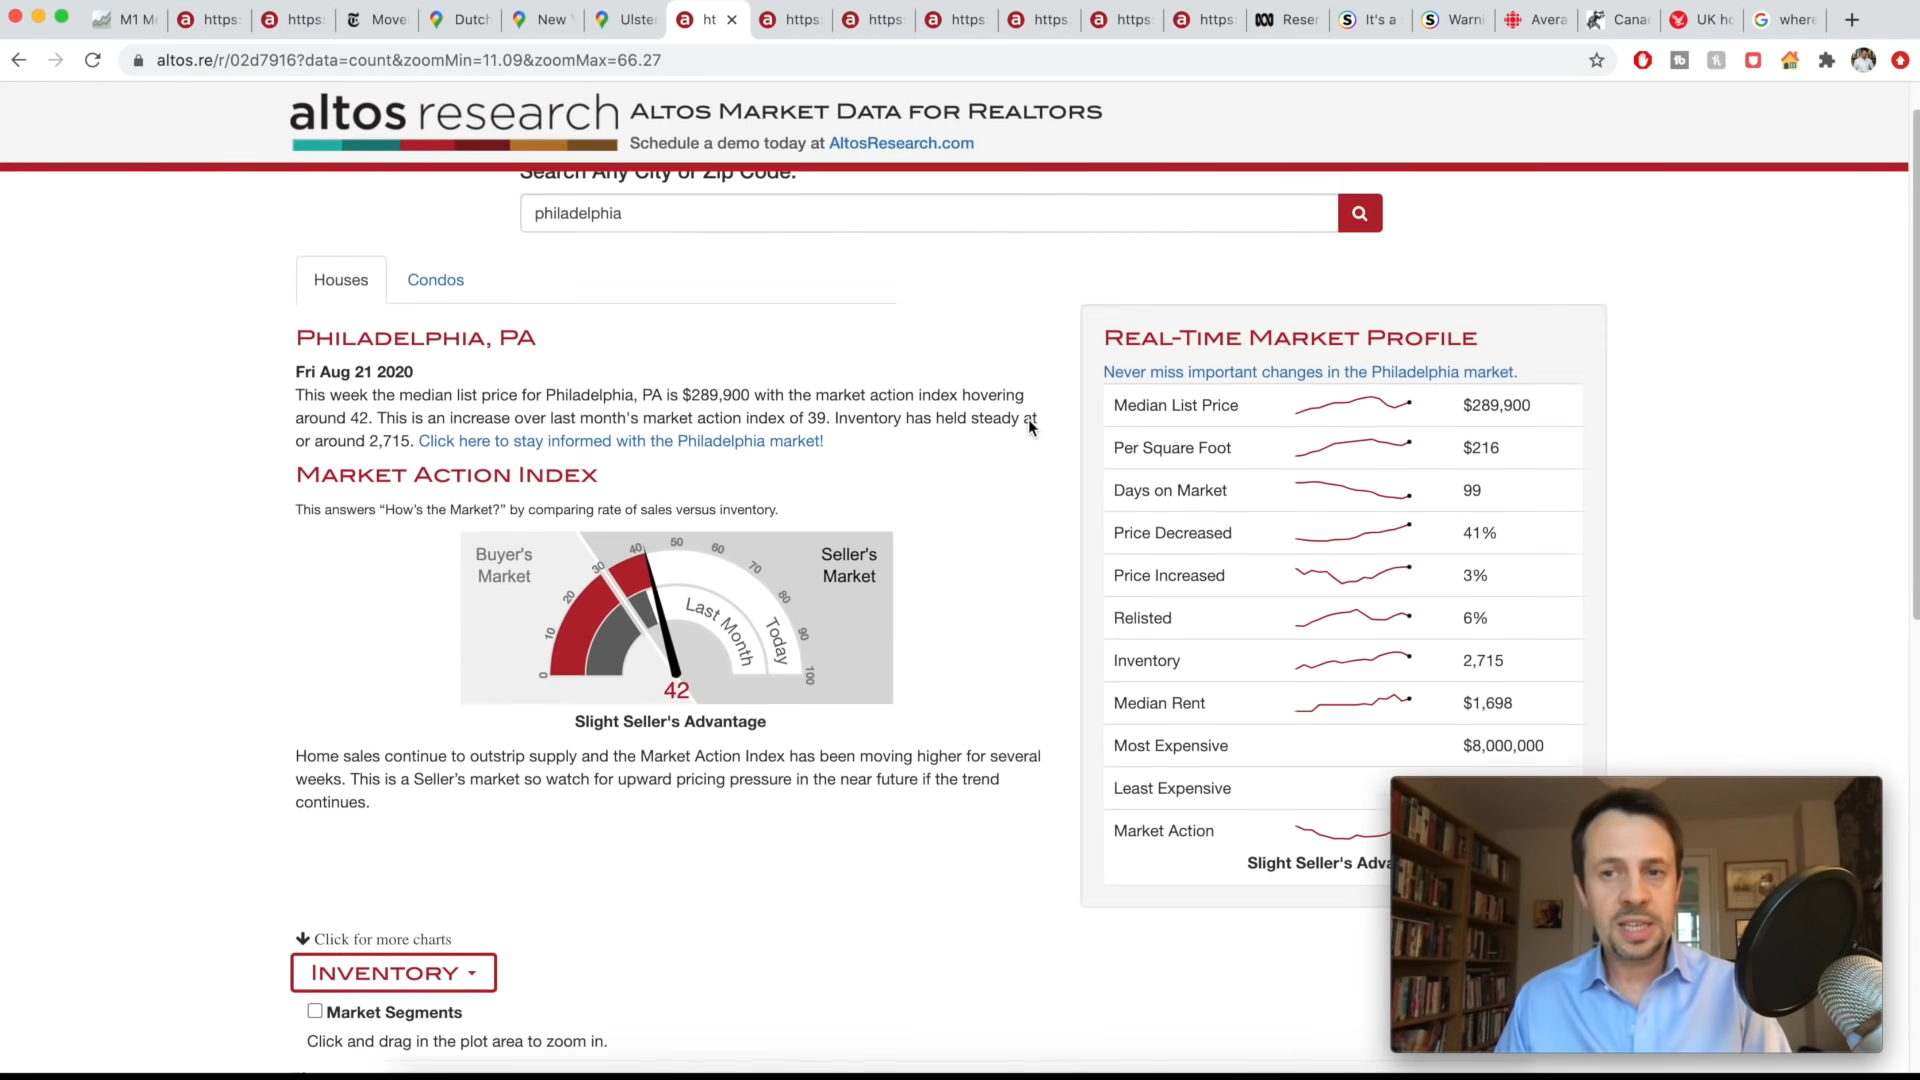 M1 M
https:
https:
Move
Dutch
New
Ulste
ht
https:
https:
https:
https:
https:
https:
Reser
It's a
Warni
Avera
Cana
UK ho
where
altos.re/r/02d7916?data=count&zoomMin=11.09&zoomMax=66.27
altos research
Altos Market Data for Realtors
Schedule a demo today at AltosResearch.com
Search Any City or Zip Code:
philadelphia
Houses
Condos
Philadelphia, PA
Fri Aug 21 2020
This week the median list price for Philadelphia, PA is $289,900 with the market action index hovering
around 42. This is an increase over last month's market action index of 39. Inventory has held steady at
or around 2,715. Click here to stay informed with the Philadelphia market!
Market Action Index
This answers “How's the Market?” by comparing rate of sales versus inventory.
Buyer's
Market
Seller's
Market
0
10
20
30
40
50
60
70
80
90
100
Last Month
Today
42
Slight Seller's Advantage
Home sales continue to outstrip supply and the Market Action Index has been moving higher for several
weeks. This is a Seller’s market so watch for upward pricing pressure in the near future if the trend
continues.
Real-Time Market Profile
Never miss important changes in the Philadelphia market.
Median List Price $289,900
Per Square Foot $216
Days on Market 99
Price Decreased 41%
Price Increased 3%
Relisted 6%
Inventory 2,715
Median Rent $1,698
Most Expensive $8,000,000
Least Expensive
Market Action
Slight Seller's Adva
Click for more charts
Inventory
Market Segments
Click and drag in the plot area to zoom in.